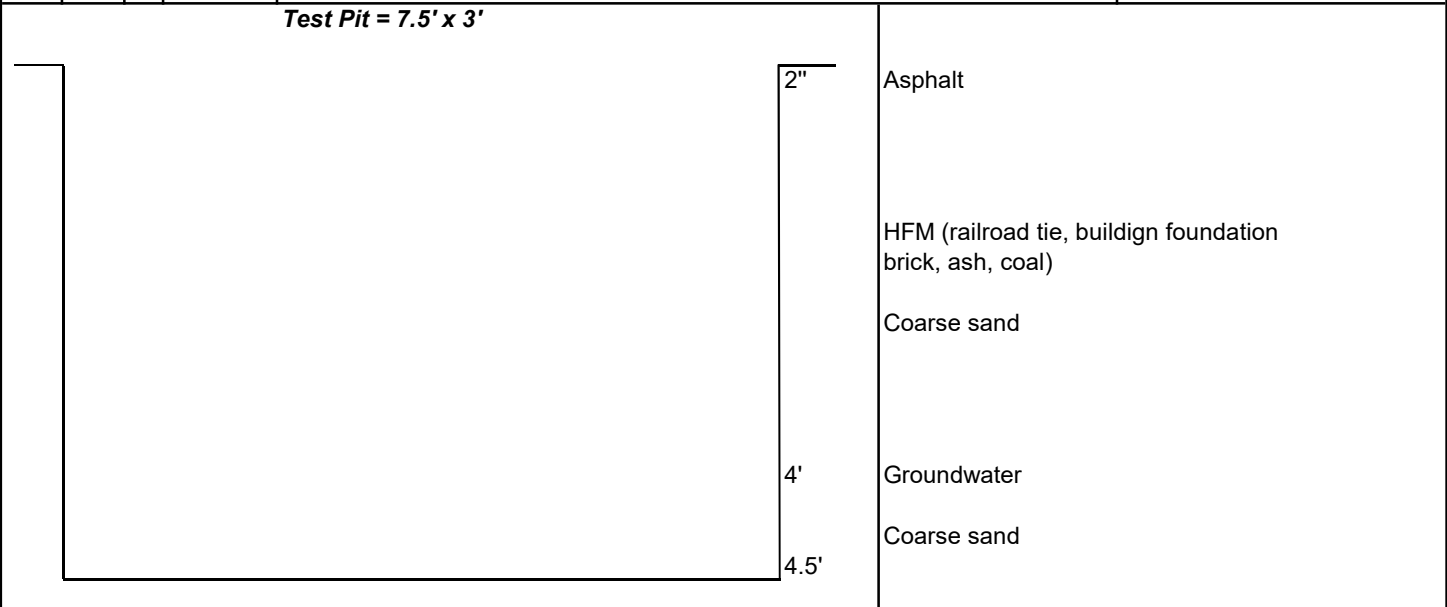 Test Pit = 7.5' x 3'
2" Asphalt
HFM (railroad tie, buildign foundation
brick, ash, coal)
Coarse sand
4' Groundwater
Coarse sand
4.5'